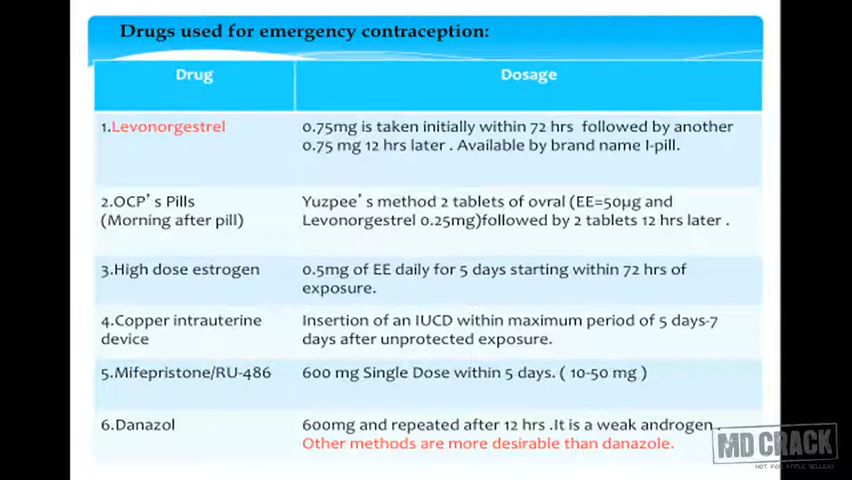 Drugs used for emergency contraception:
Drug
Dosage
1.Levonorgestrel
0.75mg is taken initially within 72 hrs followed by another
0.75 mg 12 hrs later . Available by brand name I-pill.
2.OCP's Pills
(Morning after pill)
Yuzpee's method 2 tablets of ovral (EE=50µg and
Levonorgestrel 0.25mg)followed by 2 tablets 12 hrs later .
3.High dose estrogen
0.5mg of EE daily for 5 days starting within 72 hrs of
exposure.
4.Copper intrauterine
device
Insertion of an IUCD within maximum period of 5 days-7
days after unprotected exposure.
5.Mifepristone/RU-486
600 mg Single Dose within 5 days. ( 10-50 mg )
6.Danazol
600mg and repeated after 12 hrs .It is a weak androgen .
Other methods are more desirable than danazole.
MD CRACK
NOT FOR APPLE SELLERS